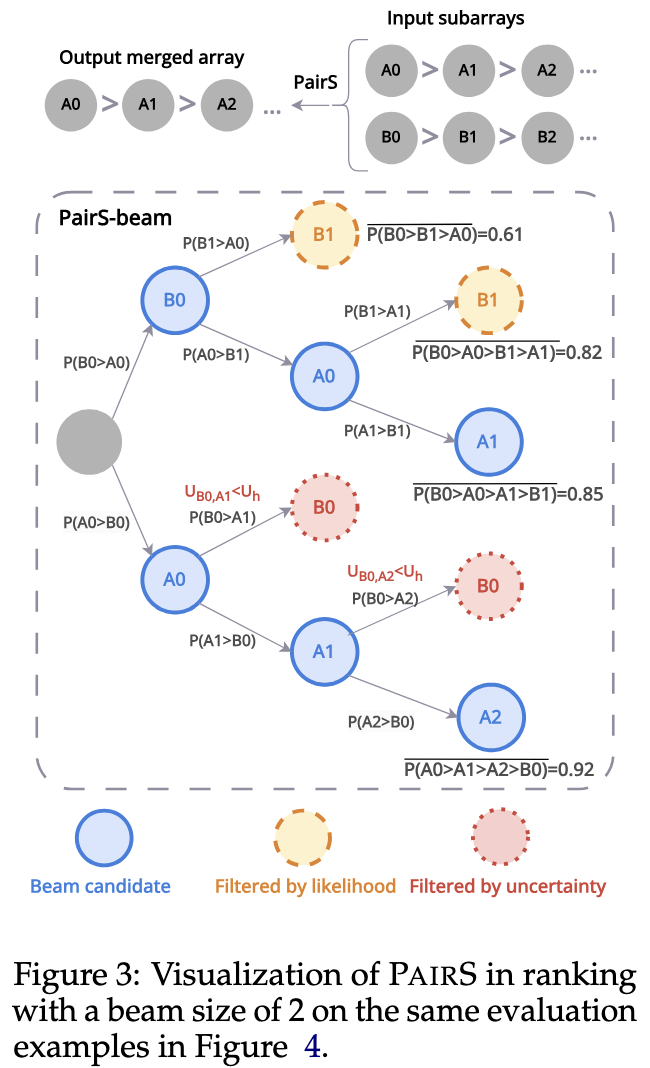 Input subarrays
Output merged array
A0 > A1 > A2 ...
PairS
A0 > A1 > A2 ...
B0 > B1 > B2 ...
PairS-beam
B1
P(B0>B1>A0)=0.61
P(B1>A0)
B0
B1
P(B1>A1)
P(B0>A0)
P(A0>B1)
P(B0>A0>B1>A1)=0.82
A0
P(A1>B1)
A1
P(B0>A0>A1>B1)=0.85
U_{B0,A1}<U_h
P(B0>A1)
B0
P(A0>B0)
A0
U_{B0,A2}<U_h
P(B0>A2)
B0
P(A1>B0)
A1
P(A2>B0)
A2
P(A0>A1>A2>B0)=0.92
Beam candidate
Filtered by likelihood
Filtered by uncertainty
Figure 3: Visualization of PAIRS in ranking
with a beam size of 2 on the same evaluation
examples in Figure 4.